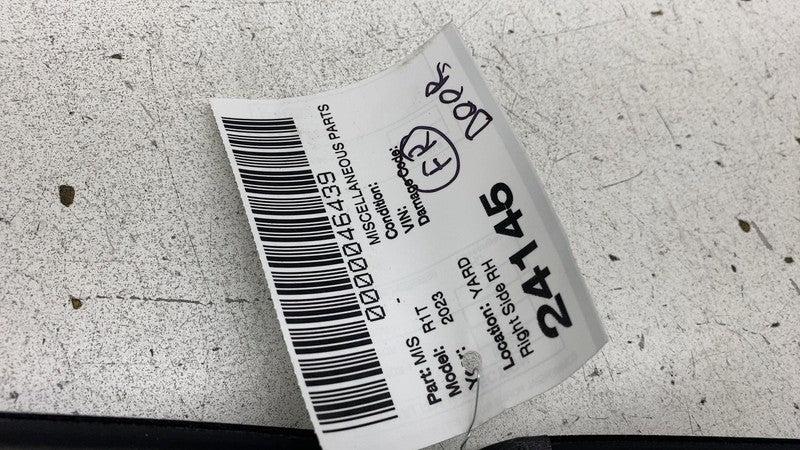 0000046439
MISCELLANEOUS PARTS
Part: MIS
Condition:
Model: R1T-
VIN:
2023
Damage Code:
Location: YARD
Right Side RH
24145
FR
DOORS